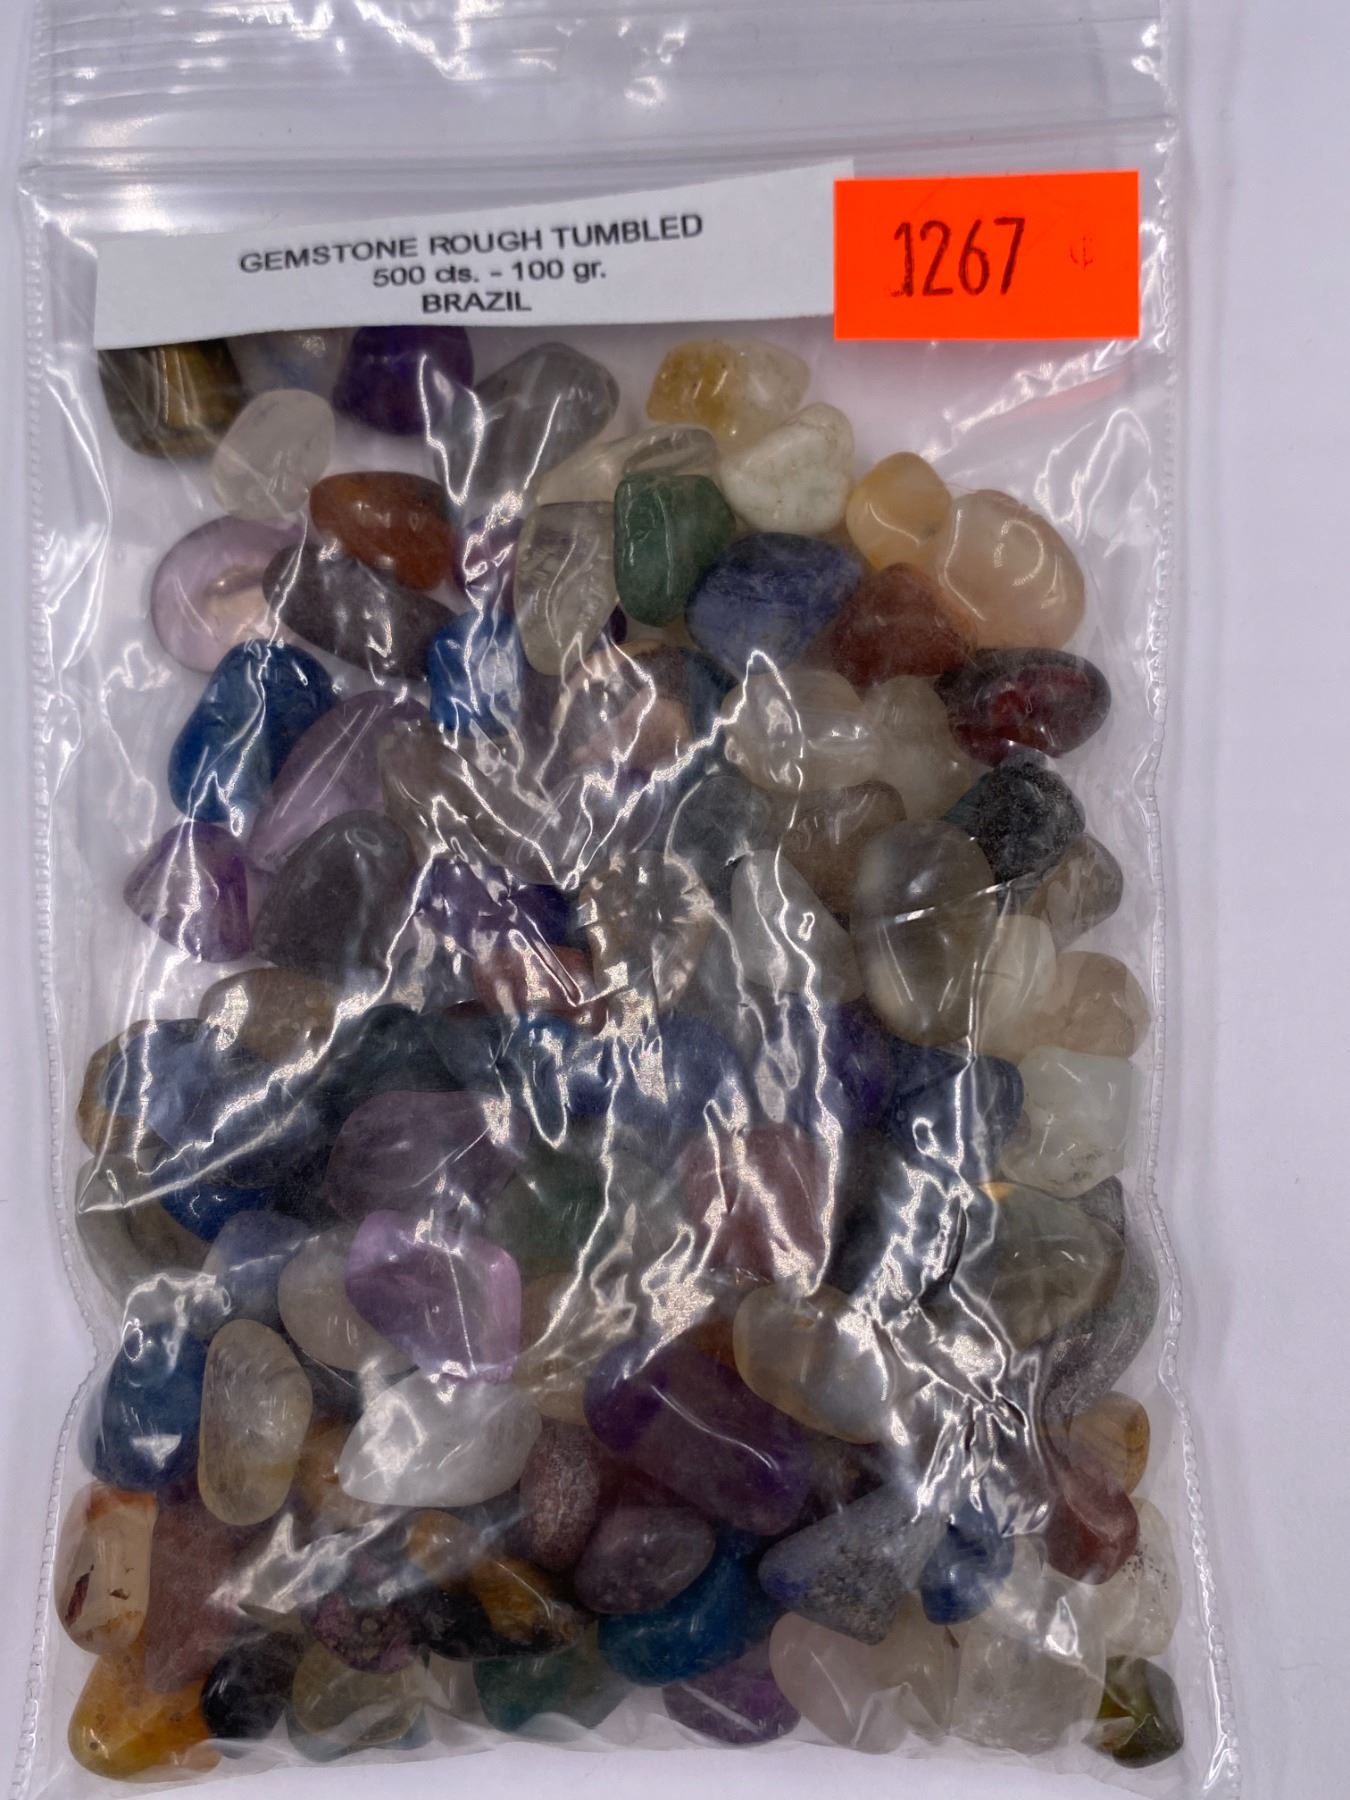 GEMSTONE ROUGH TUMBLED
500 cts. - 100 gr.
BRAZIL
1267